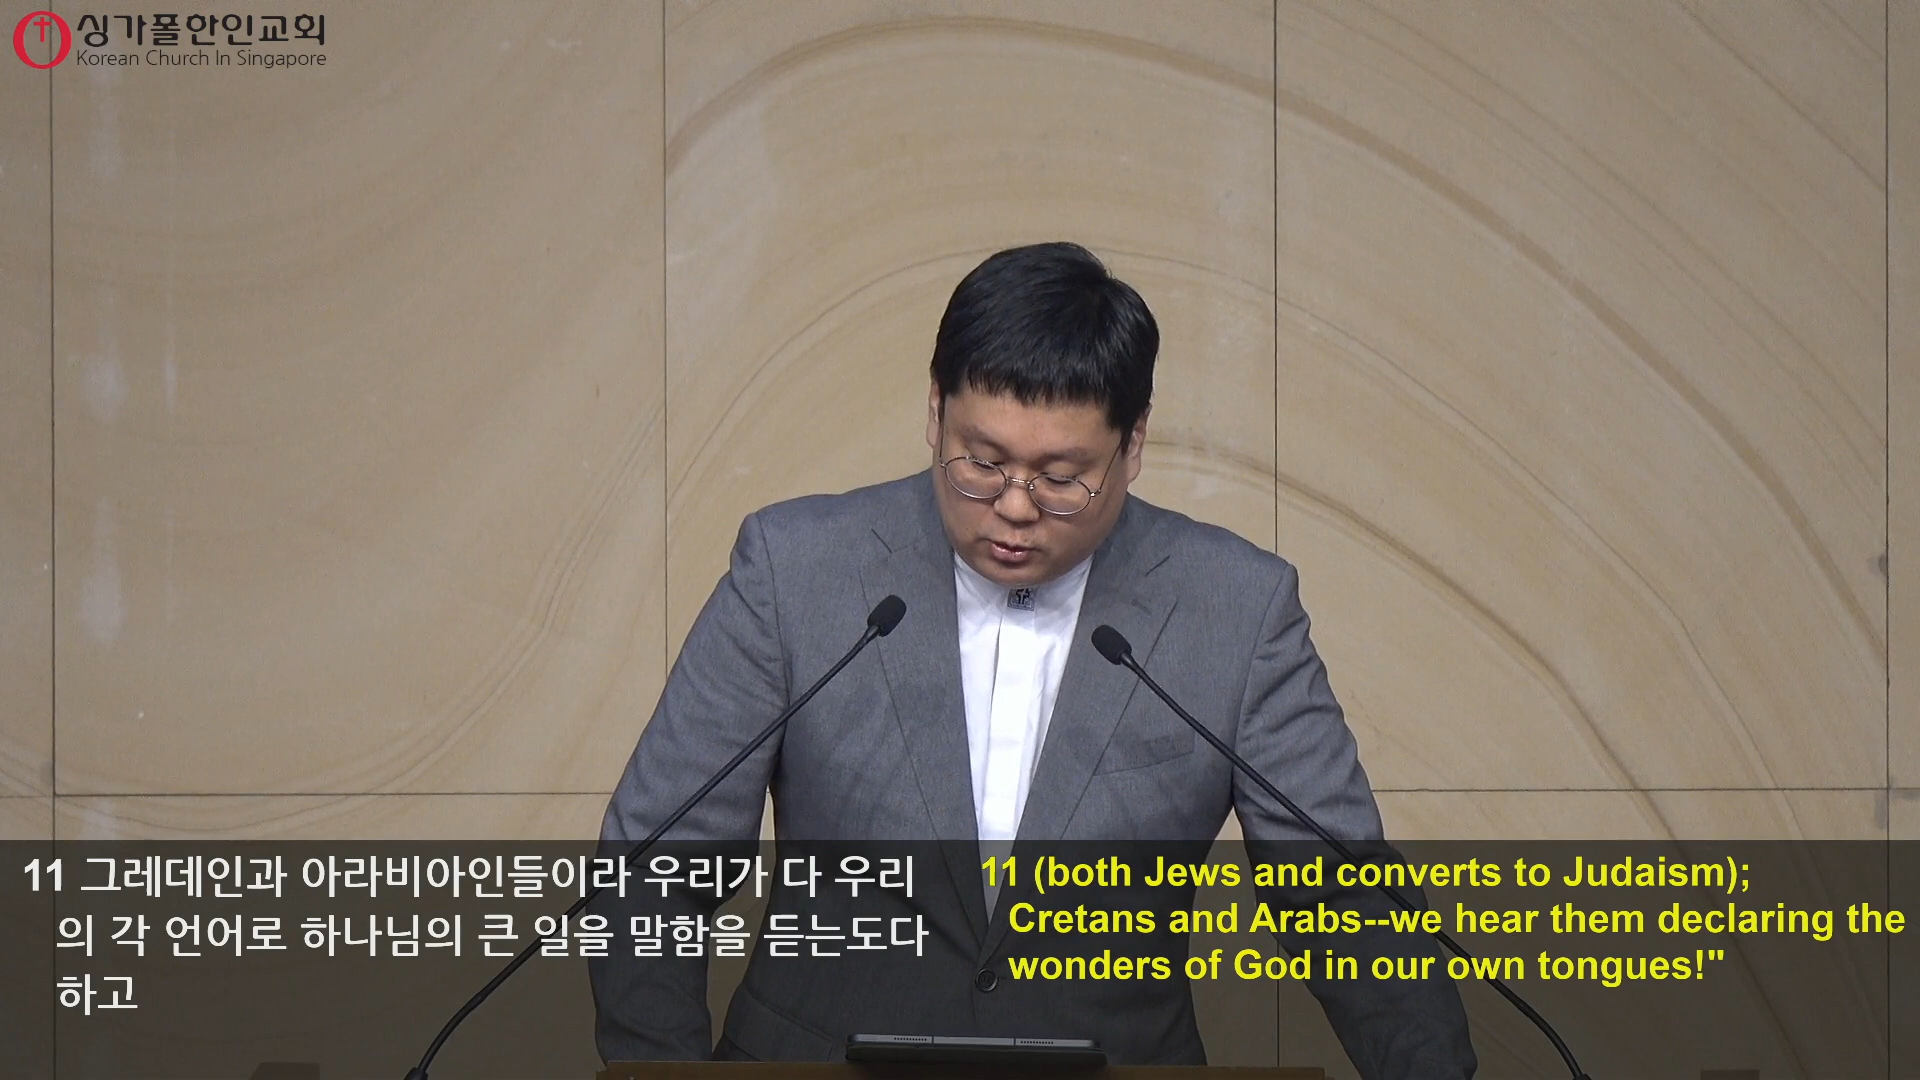 싱가폴한인교회
Korean Church In Singapore
11 그레데인과 아라비아인들이라 우리가 다 우리
의 각 언어로 하나님의 큰 일을 말함을 듣는도다
하고
11 (both Jews and converts to Judaism);
Cretans and Arabs--we hear them declaring the
wonders of God in our own tongues!"